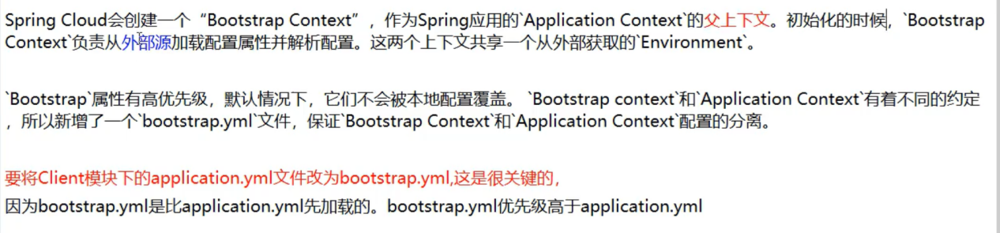 Spring Cloud会创建一个“Bootstrap Context”，作为Spring应用的`Application Context`的父上下文。初始化的时候，`Bootstrap
Context`负责从外部源加载配置属性并解析配置。这两个上下文共享一个从外部获取的`Environment`。
`Bootstrap`属性有高优先级，默认情况下，它们不会被本地配置覆盖。 `Bootstrap context`和`Application Context`有着不同的约定
，所以新增了一个`bootstrap.yml`文件，保证`Bootstrap Context`和`Application Context`配置的分离。
要将Client模块下的application.yml文件改为bootstrap.yml,这是很关键的，
因为bootstrap.yml是比application.yml先加载的。bootstrap.yml优先级高于application.yml